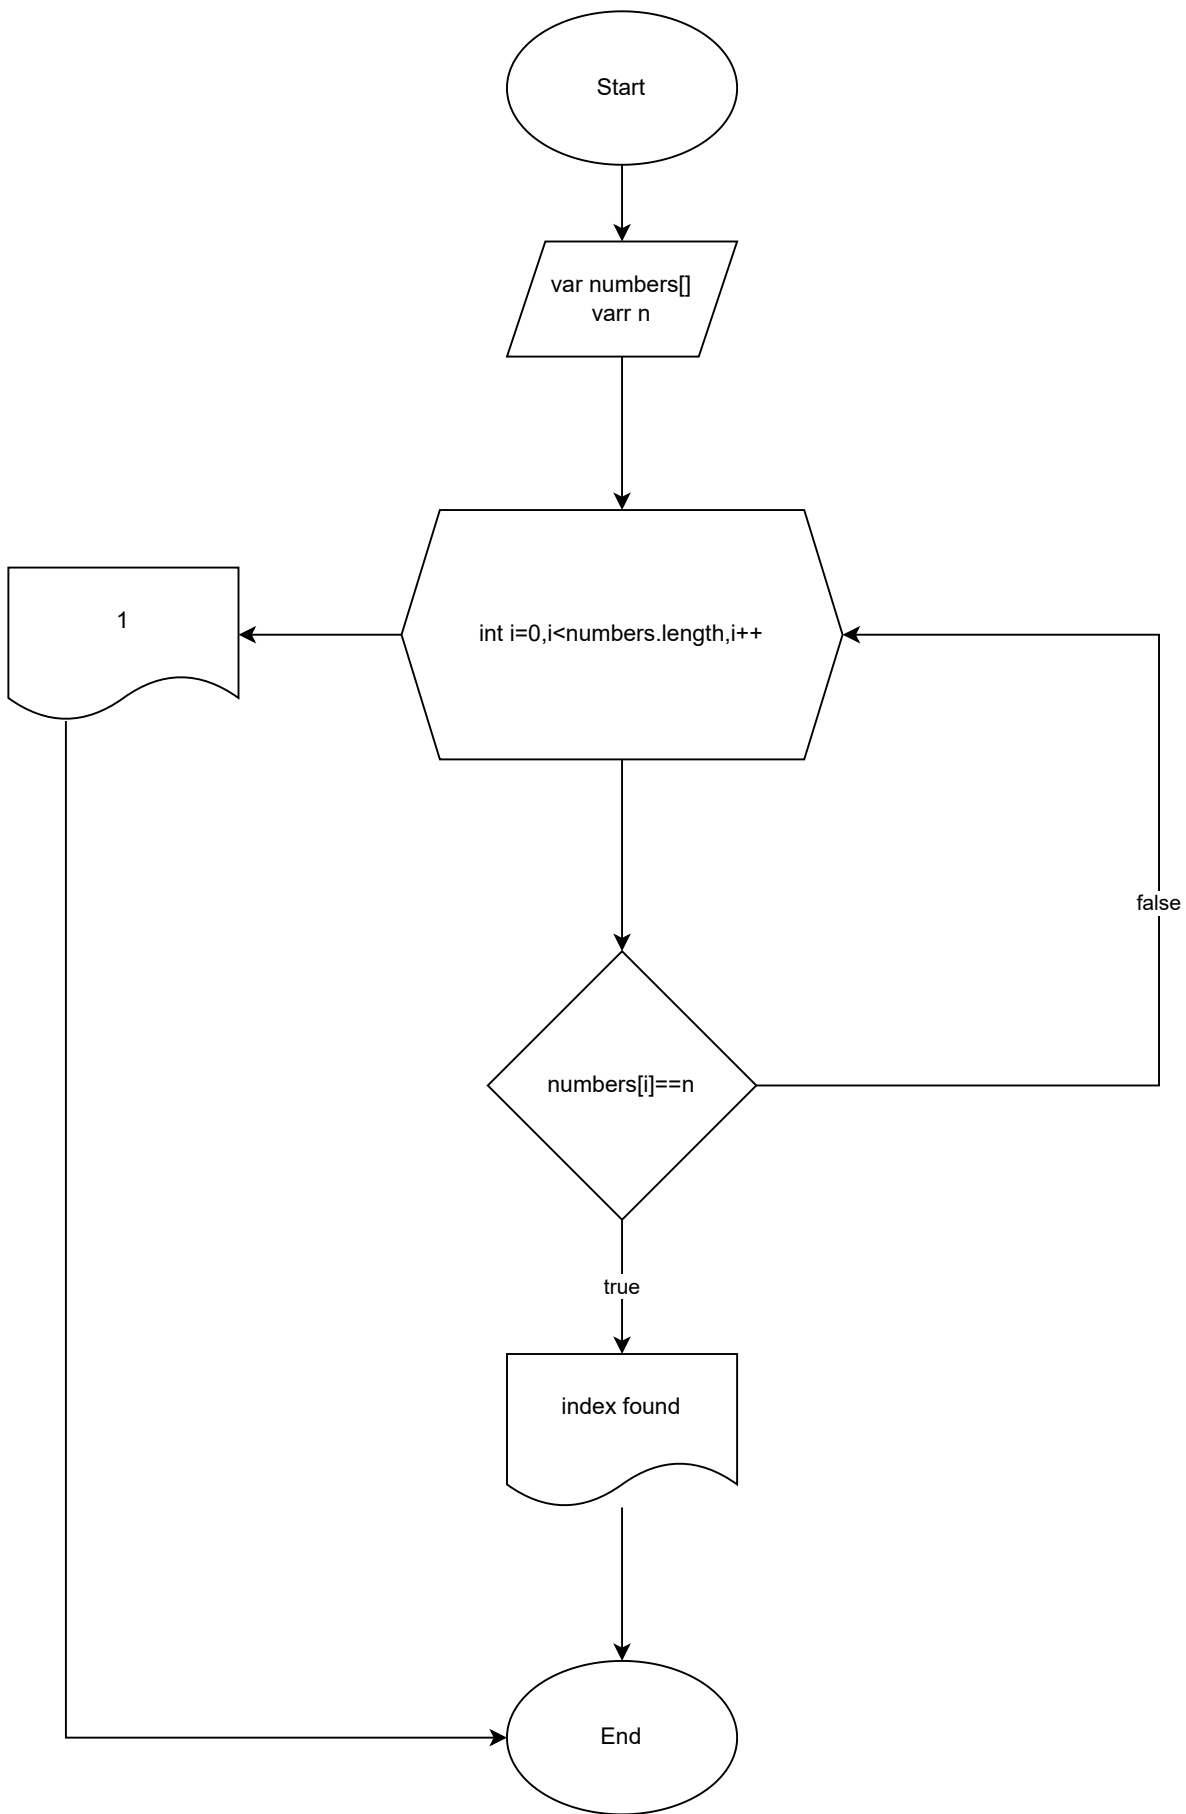 Start
var numbers[]
varr n
1
int i=0,i<numbers.length,i++
false
numbers[i]==n
true
index found
End